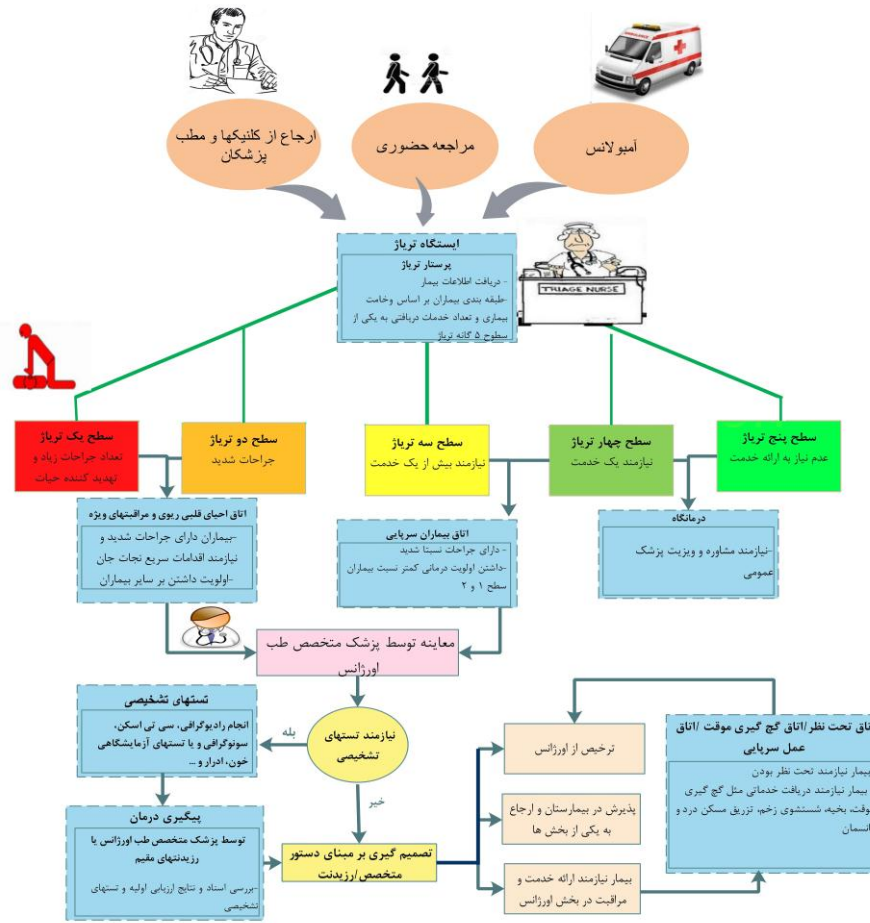 ارجاع از کلنیکها و مطب
پزشکان
مراجعه حضوری
آمبولانس
AMBULANCE
ایستگاه تریاژ
پرستار تریاژ
- دریافت اطلاعات بیمار
-طبقه بندی بیماران بر اساس وخامت
بیماری و تعداد خدمات دریافتی به یکی از
سطوح ۵ گانه تریاژ
TRIAGE NURSE
سطح یک تریاژ
تعداد جراحات زیاد و
تهدید کننده حیات
سطح دو تریاژ
جراحات شدید
سطح سه تریاژ
نیازمند بیش از یک خدمت
سطح چهار تریاژ
نیازمند یک خدمت
سطح پنج تریاژ
عدم نیاز به ارائه خدمت
اتاق احیای قلبی ریوی و مراقبتهای ویژه
-بیماران دارای جراحات شدید و
نیازمند اقدامات سریع نجات جان
-اولویت داشتن بر سایر بیماران
اتاق بیماران سرپایی
- دارای جراحات نسبتا شدید
-داشتن اولویت درمانی کمتر نسبت بیماران
سطح ۱ و ۲
درمانگاه
-نیازمند مشاوره و ویزیت پزشک
عمومی
معاینه توسط پزشک متخصص طب
اورژانس
تستهای تشخیصی
انجام رادیوگرافی، سی تی اسکن،
سونوگرافی و یا تستهای آزمایشگاهی
خون، ادرار و ...
بله
نیازمند تستهای
تشخیصی
خیر
پیگیری درمان
توسط پزشک متخصص طب اورژانس یا
رزیدنتهای مقیم
-بررسی اسناد و نتایج ارزیابی اولیه و تستهای
تشخیصی
تصمیم گیری بر مبنای دستور
متخصص/رزیدنت
ترخیص از اورژانس
پذیرش در بیمارستان و ارجاع
به یکی از بخش ها
بیمار نیازمند ارائه خدمت و
مراقبت در بخش اورژانس
تاق تحت نظر/اتاق گچ گیری موقت /اتاق
عمل سرپایی
بیمار نیازمند تحت نظر بودن
بیمار نیازمند دریافت خدماتی مثل گچ گیری
موقت، بخیه، شستشوی زخم، تزریق مسکن درد و
انسمان